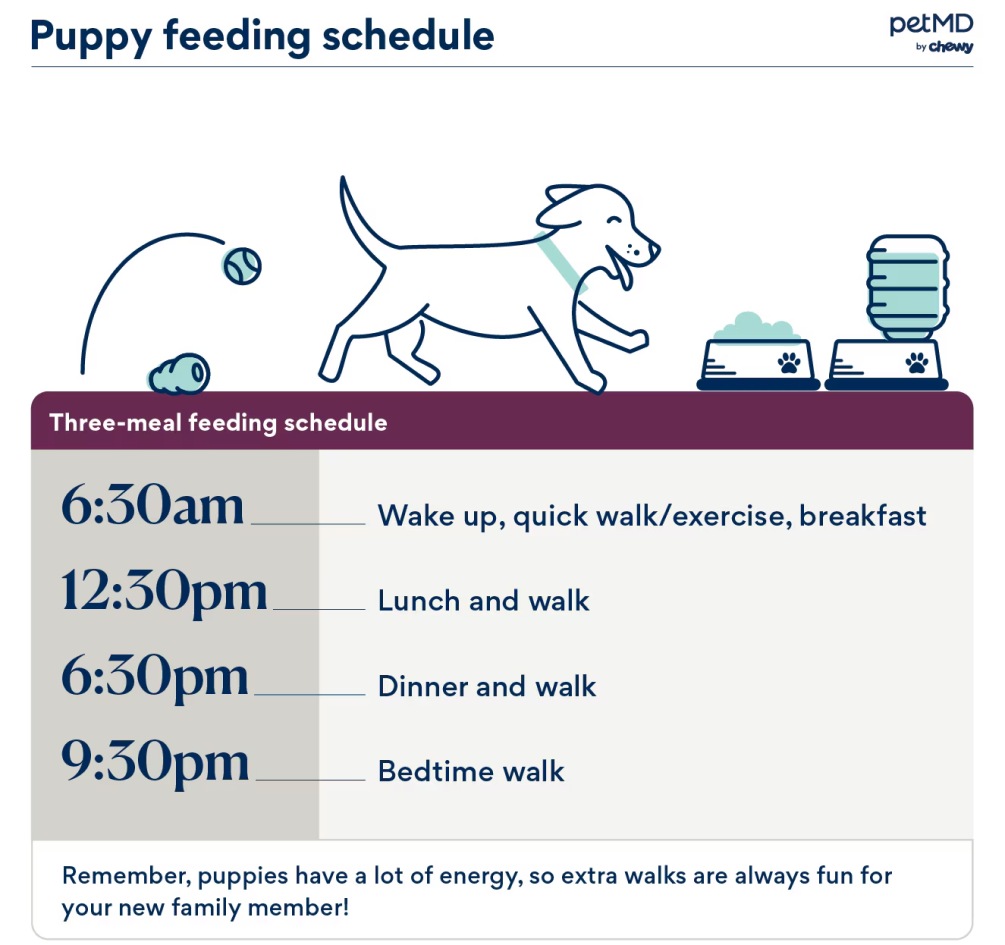 Puppy feeding schedule
petMD
by chewy
Three-meal feeding schedule
6:30am Wake up, quick walk/exercise, breakfast
12:30pm Lunch and walk
6:30pm Dinner and walk
9:30pm Bedtime walk
Remember, puppies have a lot of energy, so extra walks are always fun for
your new family member!